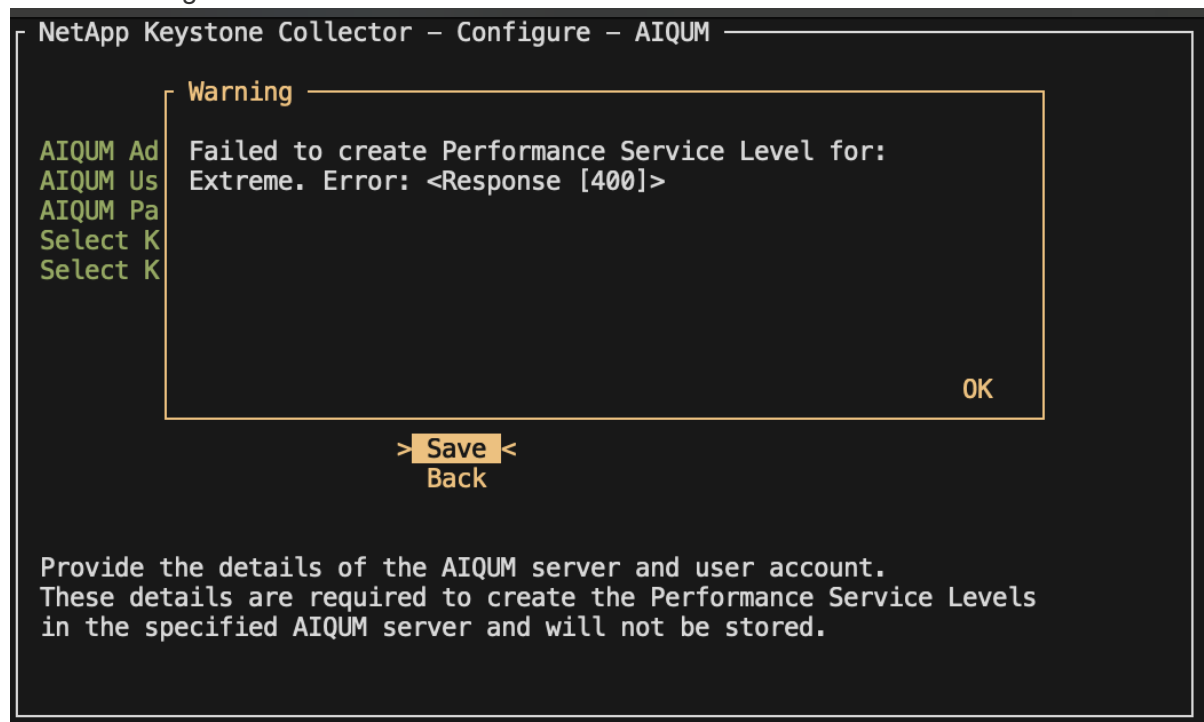 NetApp Keystone Collector – Configure – AIQUM
Warning
AIQUM Ad
Failed to create Performance Service Level for:
AIQUM Us
Extreme. Error: <Response [400]>
AIQUM Pa
Select K
Select K
OK
> Save <
Back
Provide the details of the AIQUM server and user account.
These details are required to create the Performance Service Levels
in the specified AIQUM server and will not be stored.